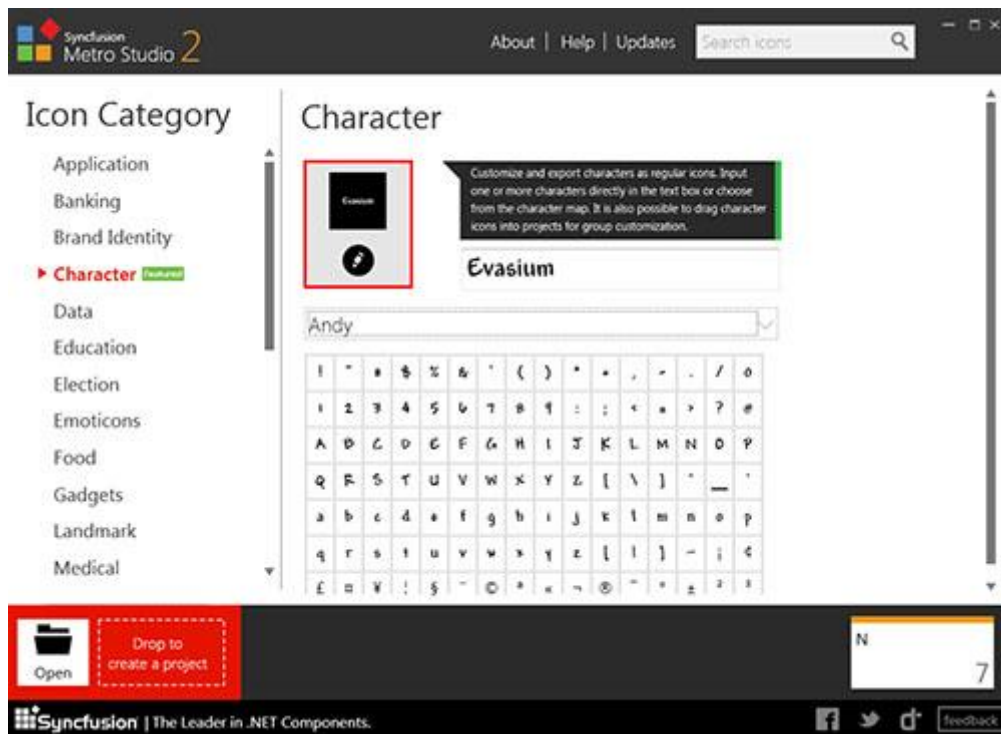 Syncfusion
Metro Studio 2
About | Help | Updates
Search icons
Icon Category
Application
Banking
Brand Identity
Character Featured
Data
Education
Election
Emoticons
Food
Gadgets
Landmark
Medical
Character
Evasium
Customize and export characters as regular icons. Input
one or more characters directly in the text box or choose
from the character map. It is also possible to drag character
icons into projects for group customization.
Evasium
Andy
! " # $ % & ' ( ) * + , - . / 0
1 2 3 4 5 6 7 8 9 : ; < = > ? @
A B C D E F G H I J K L M N O P
Q R S T U V W X Y Z [ \ ] ^ _ `
a b c d e f g h i j k l m n o p
q r s t u v w x y z { | } ~ ¡ ¢
£ ¤ ¥ ¦ § ¨ © ª « ¬ ® ¯ ° ± ² ³
Open
Drop to
create a project
N
7
Syncfusion | The Leader in .NET Components.
feedback